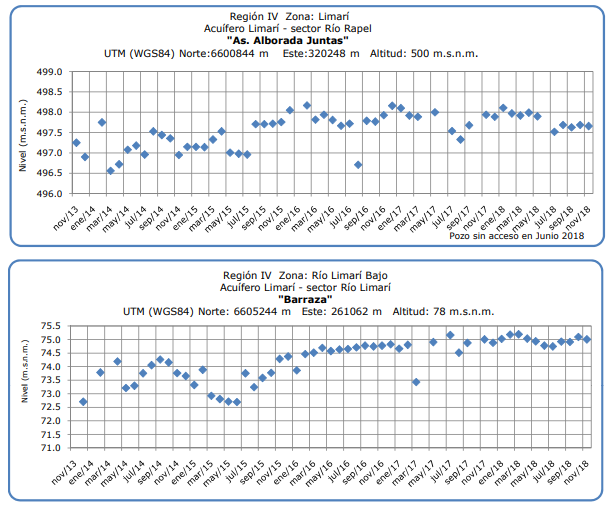 Región IV Zona: Limarí
Acuífero Limarí - sector Río Rapel
"As. Alborada Juntas"
UTM (WGS84) Norte:6600844 m Este:320248 m Altitud: 500 m.s.n.m.
Nivel (m.s.n.m.)
499.0
498.5
498.0
497.5
497.0
496.5
496.0
nov/13 ene/14 mar/14 may/14 jul/14 sep/14 nov/14 ene/15 mar/15 may/15 jul/15 sep/15 nov/15 ene/16 mar/16 may/16 jul/16 sep/16 nov/16 ene/17 mar/17 may/17 jul/17 sep/17 nov/17 ene/18 mar/18 may/18 jul/18 sep/18 nov/18
Pozo sin acceso en Junio 2018
Región IV Zona: Río Limarí Bajo
Acuífero Limarí - sector Río Limarí
"Barraza"
UTM (WGS84) Norte: 6605244 m Este: 261062 m Altitud: 78 m.s.n.m.
Nivel (m.s.n.m.)
75.5
75.0
74.5
74.0
73.5
73.0
72.5
72.0
71.5
71.0
nov/13 ene/14 mar/14 may/14 jul/14 sep/14 nov/14 ene/15 mar/15 may/15 jul/15 sep/15 nov/15 ene/16 mar/16 may/16 jul/16 sep/16 nov/16 ene/17 mar/17 may/17 jul/17 sep/17 nov/17 ene/18 mar/18 may/18 jul/18 sep/18 nov/18